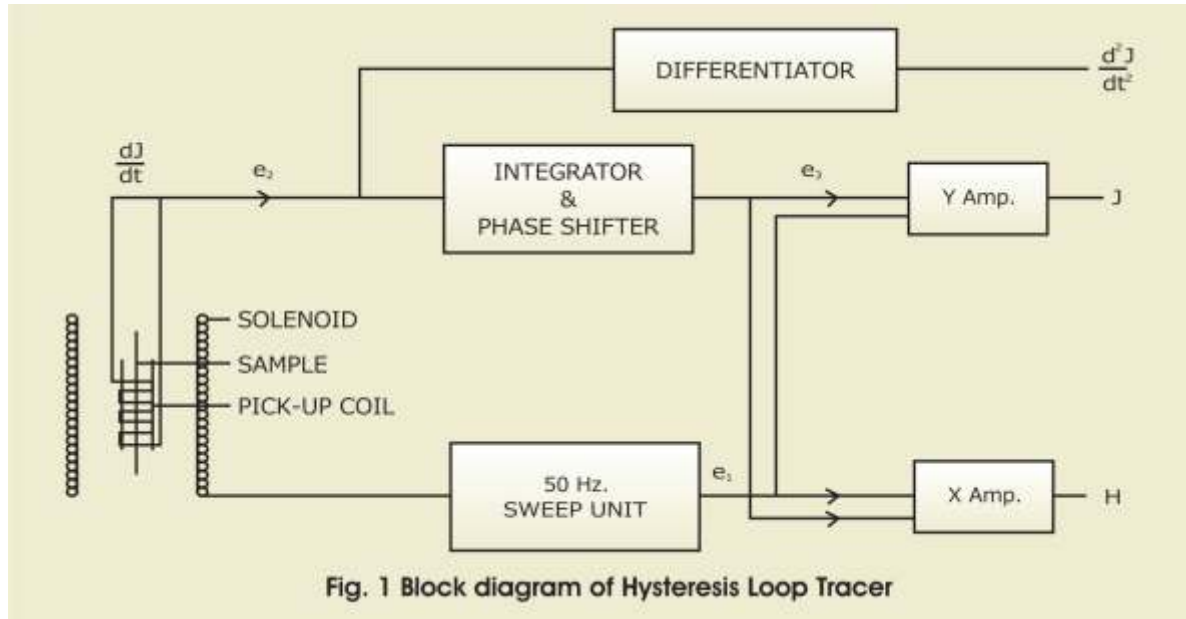 DIFFERENTIATOR
d²J
dt²
dJ
dt
e₂
INTEGRATOR
&
PHASE SHIFTER
e₃
Y Amp.
J
SOLENOID
SAMPLE
PICK-UP COIL
50 Hz.
SWEEP UNIT
e₁
X Amp.
H
Fig. 1 Block diagram of Hysteresis Loop Tracer